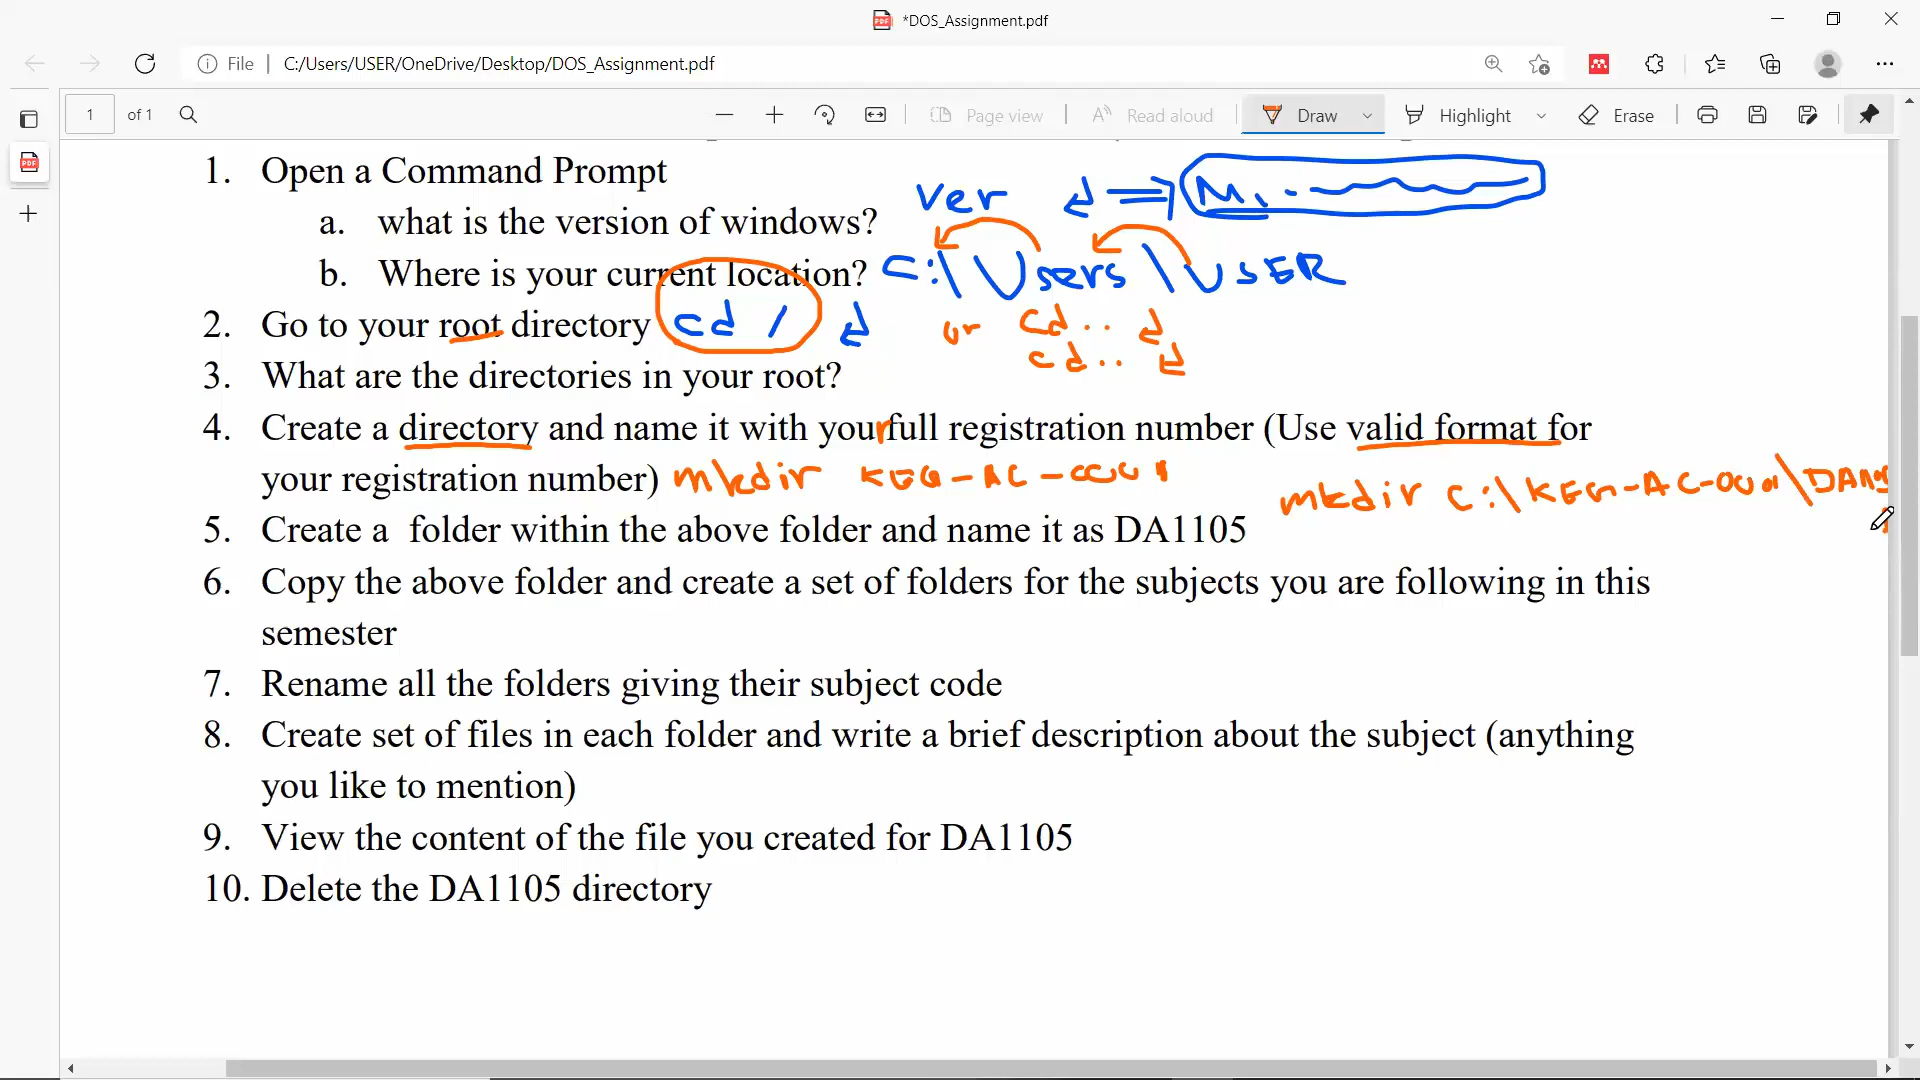 *DOS_Assignment.pdf
File | C:/Users/USER/OneDrive/Desktop/DOS_Assignment.pdf
1 of 1 Page view Read aloud Draw Highlight Erase
1. Open a Command Prompt
ver
a. what is the version of windows?
b. Where is your current location? C:\Users\USER
2. Go to your root directory cd / or cd..
cd..
3. What are the directories in your root?
4. Create a directory and name it with your full registration number (Use valid format for
your registration number) mkdir
mkdir
5. Create a folder within the above folder and name it as DA1105
6. Copy the above folder and create a set of folders for the subjects you are following in this
semester
7. Rename all the folders giving their subject code
8. Create set of files in each folder and write a brief description about the subject (anything
you like to mention)
9. View the content of the file you created for DA1105
10. Delete the DA1105 directory